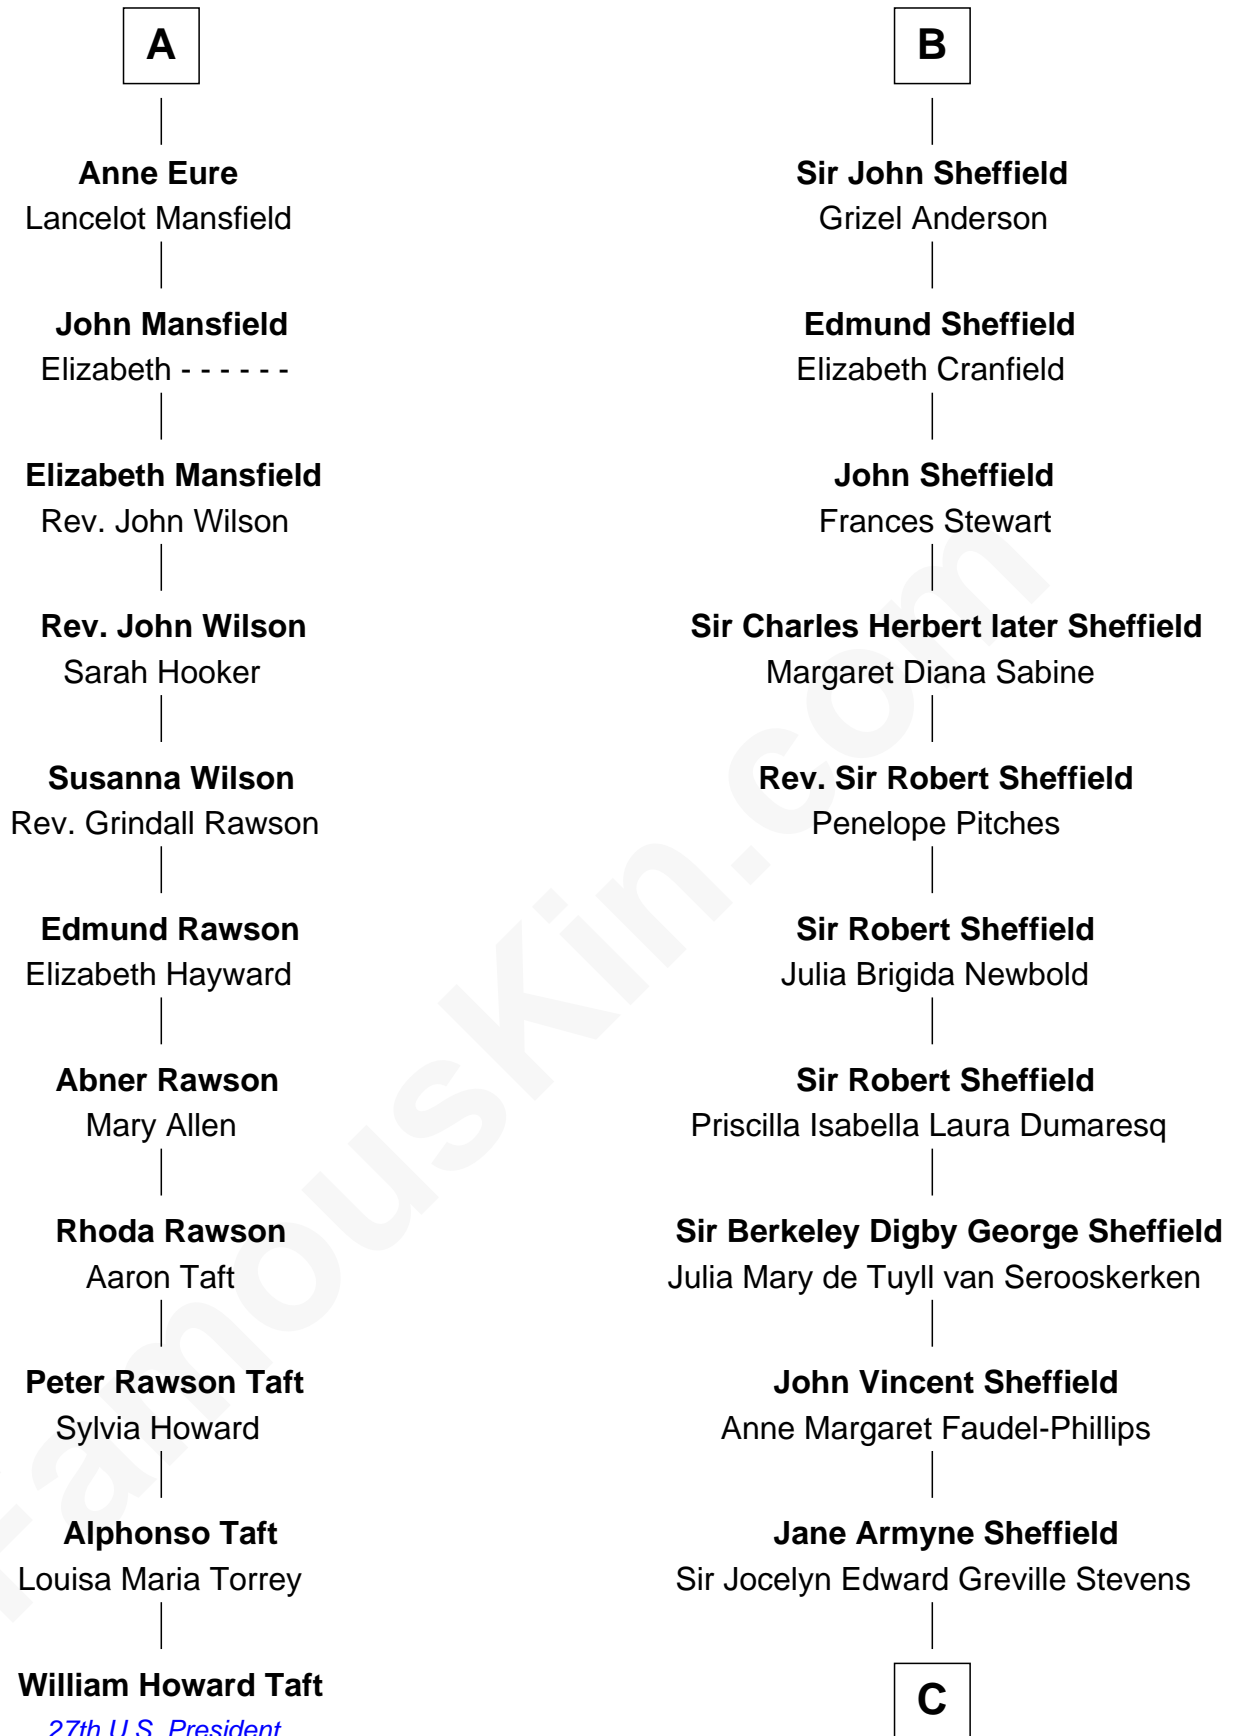 A
Anne Eure
Lancelot Mansfield
John Mansfield
Elizabeth - - - - - -
Elizabeth Mansfield
Rev. John Wilson
Rev. John Wilson
Sarah Hooker
Susanna Wilson
Rev. Grindall Rawson
Edmund Rawson
Elizabeth Hayward
Abner Rawson
Mary Allen
Rhoda Rawson
Aaron Taft
Peter Rawson Taft
Sylvia Howard
Alphonso Taft
Louisa Maria Torrey
William Howard Taft
27th U.S. President
B
Sir John Sheffield
Grizel Anderson
Edmund Sheffield
Elizabeth Cranfield
John Sheffield
Frances Stewart
Sir Charles Herbert later Sheffield
Margaret Diana Sabine
Rev. Sir Robert Sheffield
Penelope Pitches
Sir Robert Sheffield
Julia Brigida Newbold
Sir Robert Sheffield
Priscilla Isabella Laura Dumaresq
Sir Berkeley Digby George Sheffield
Julia Mary de Tuyll van Serooskerken
John Vincent Sheffield
Anne Margaret Faudel-Phillips
Jane Armyne Sheffield
Sir Jocelyn Edward Greville Stevens
C
FamousKin.com